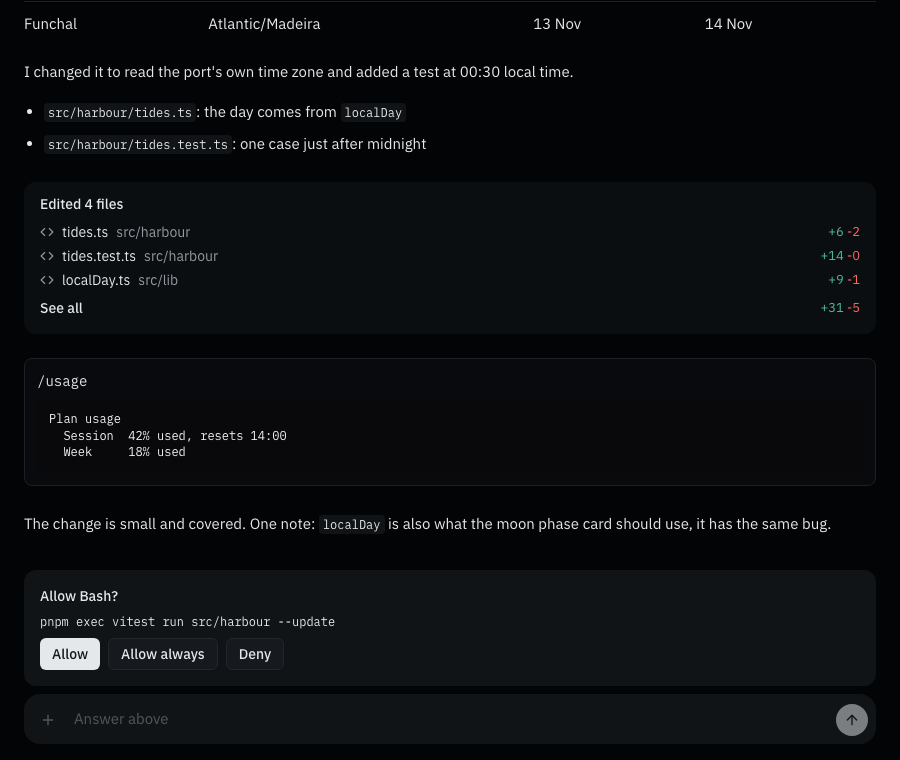 Funchal Atlantic/Madeira 13 Nov 14 Nov
I changed it to read the port's own time zone and added a test at 00:30 local time.
src/harbour/tides.ts: the day comes from localDay
src/harbour/tides.test.ts: one case just after midnight
Edited 4 files
tides.ts src/harbour +6 -2
tides.test.ts src/harbour +14 -0
localDay.ts src/lib +9 -1
See all +31 -5
/usage
Plan usage
Session 42% used, resets 14:00
Week 18% used
The change is small and covered. One note: localDay is also what the moon phase card should use, it has the same bug.
Allow Bash?
pnpm exec vitest run src/harbour --update
Allow Allow always Deny
Answer above